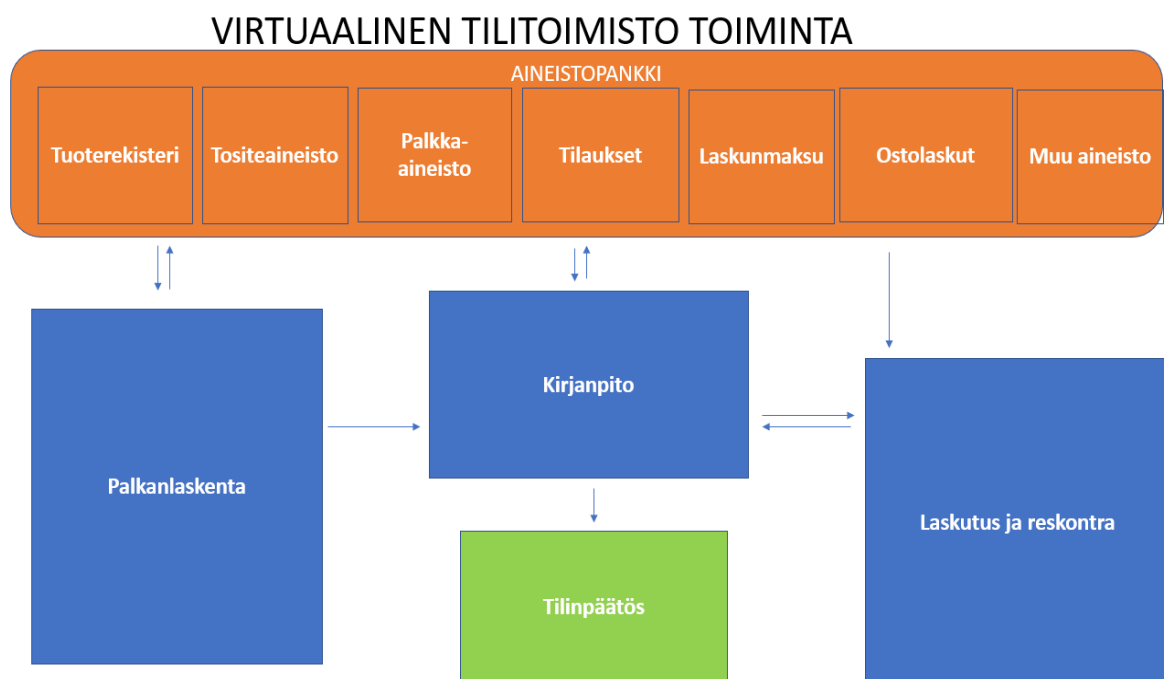 VIRTUAALINEN TILITOIMISTO TOIMINTA
AINEISTOPANKKI
Tuoterekisteri
Tositeaineisto
Palkka-
aineisto
Tilaukset
Laskunmaksu
Ostolaskut
Muu aineisto
Palkanlaskenta
Kirjanpito
Laskutus ja reskontra
Tilinpäätös